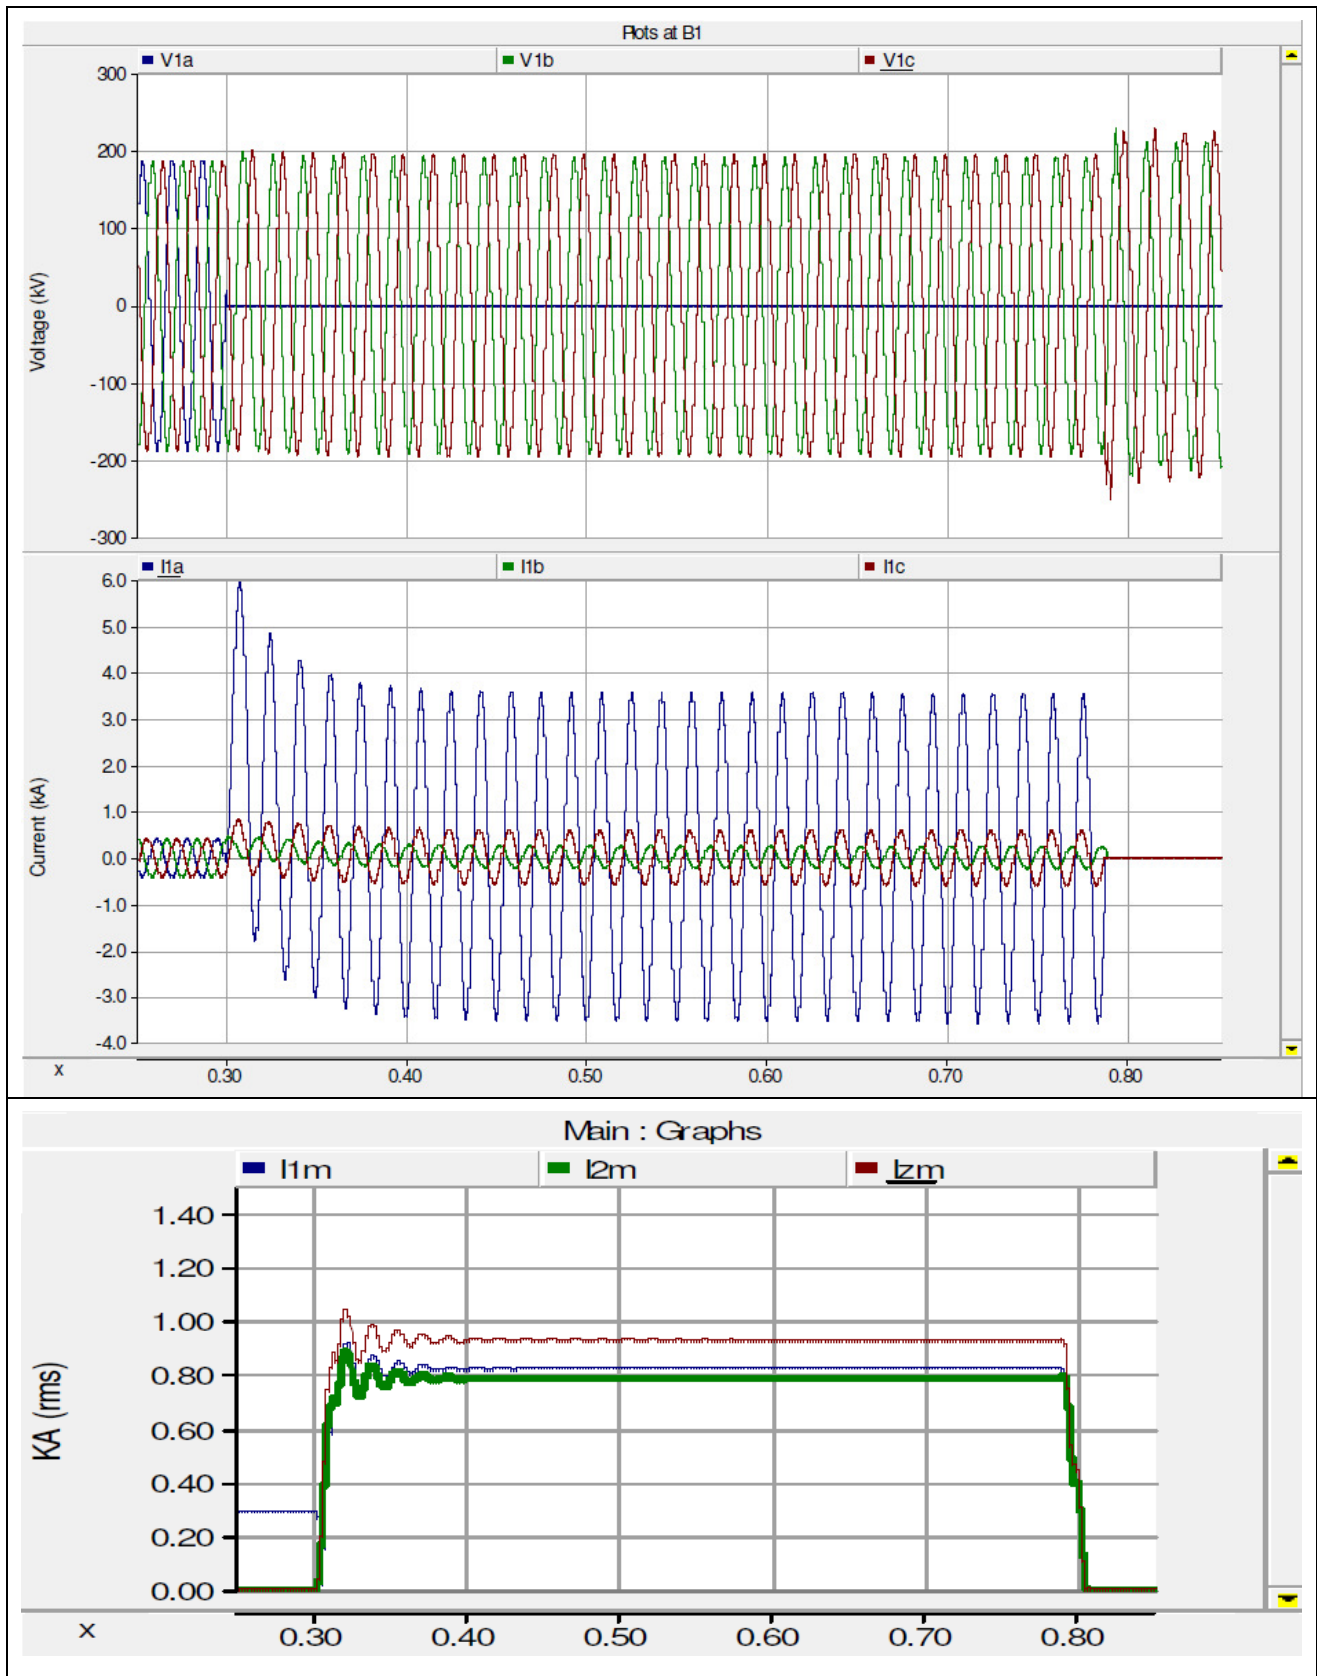 Plots at B1
V1a V1b V1c
300
200
100
0
-100
-200
-300
Voltage (kV)
I1a I1b I1c
6.0
5.0
4.0
3.0
2.0
1.0
0.0
-1.0
-2.0
-3.0
-4.0
Current (kA)
x 0.30 0.40 0.50 0.60 0.70 0.80
Main : Graphs
I1m I2m Izm
1.40
1.20
1.00
0.80
0.60
0.40
0.20
0.00
KA (rms)
x 0.30 0.40 0.50 0.60 0.70 0.80